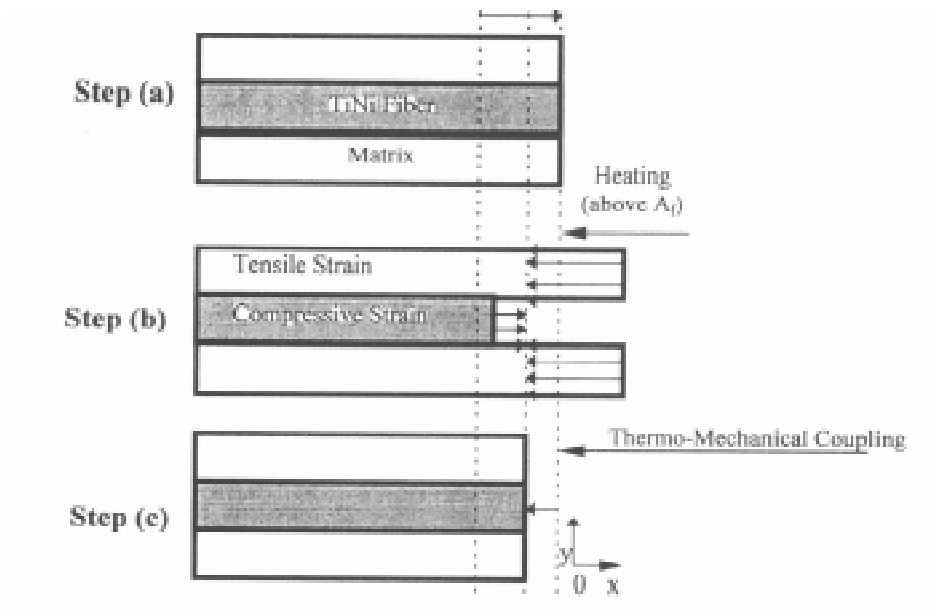 Step (a)
TiNi Fiber
Matrix
Heating
(above Af)
Tensile Strain
Step (b)
Compressive Strain
Thermo-Mechanical Coupling
Step (c)
y
0 x